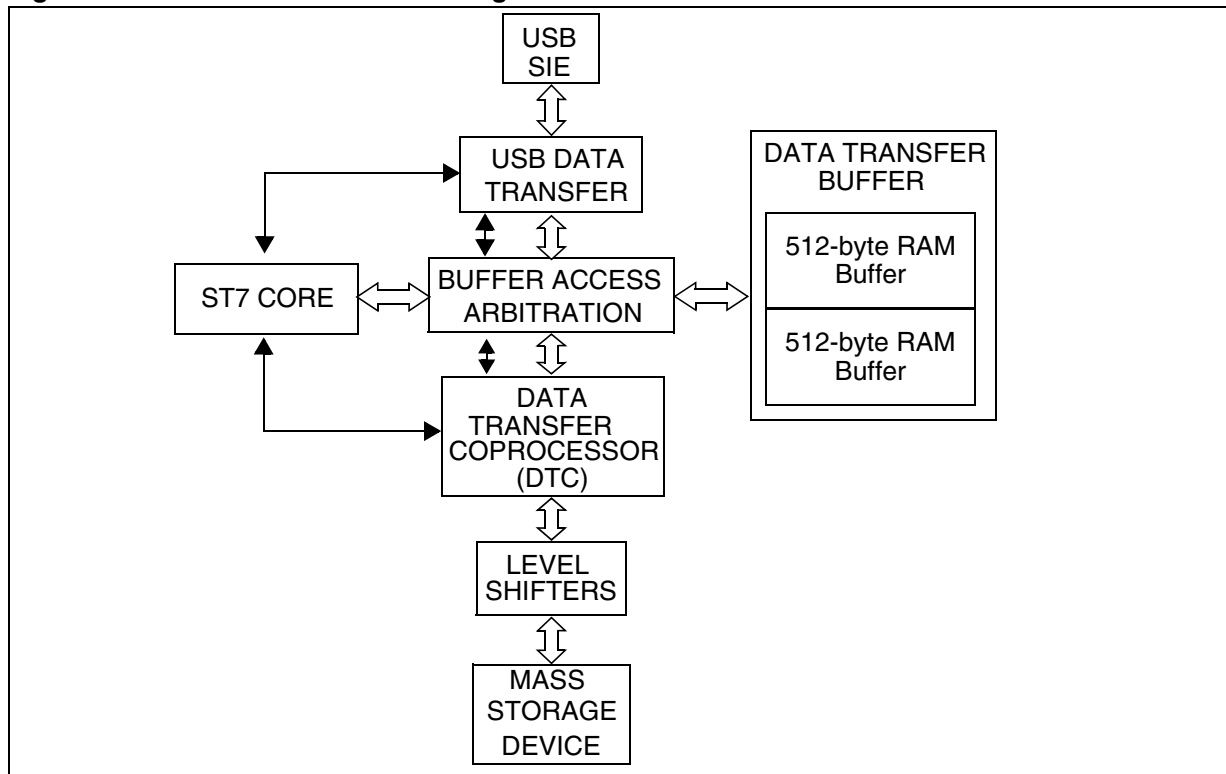 USB
SIE
USB DATA
TRANSFER
DATA TRANSFER
BUFFER
512-byte RAM
Buffer
512-byte RAM
Buffer
ST7 CORE
BUFFER ACCESS
ARBITRATION
DATA
TRANSFER
COPROCESSOR
(DTC)
LEVEL
SHIFTERS
MASS
STORAGE
DEVICE